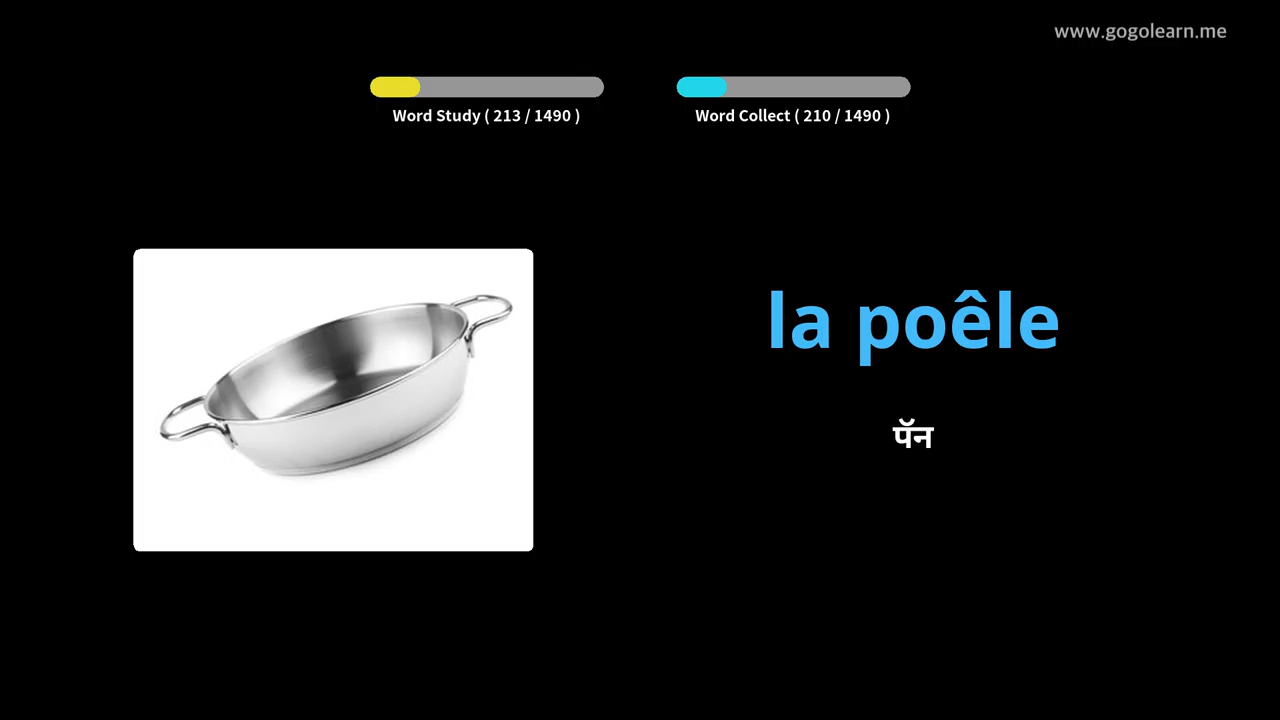 www.gogolearn.me
Word Study ( 213 / 1490 )
Word Collect ( 210 / 1490 )
la poêle
पॅन